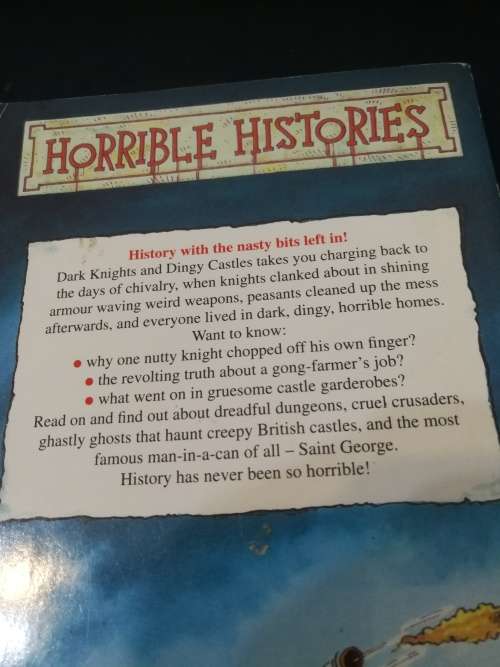 HORRIBLE HISTORIES
History with the nasty bits left in!
Dark Knights and Dingy Castles takes you charging back to
the days of chivalry, when knights clanked about in shining
armour waving weird weapons, peasants cleaned up the mess
afterwards, and everyone lived in dark, dingy, horrible homes.
Want to know:
• why one nutty knight chopped off his own finger?
• the revolting truth about a gong-farmer's job?
• what went on in gruesome castle garderobes?
Read on and find out about dreadful dungeons, cruel crusaders,
ghastly ghosts that haunt creepy British castles, and the most
famous man-in-a-can of all – Saint George.
History has never been so horrible!